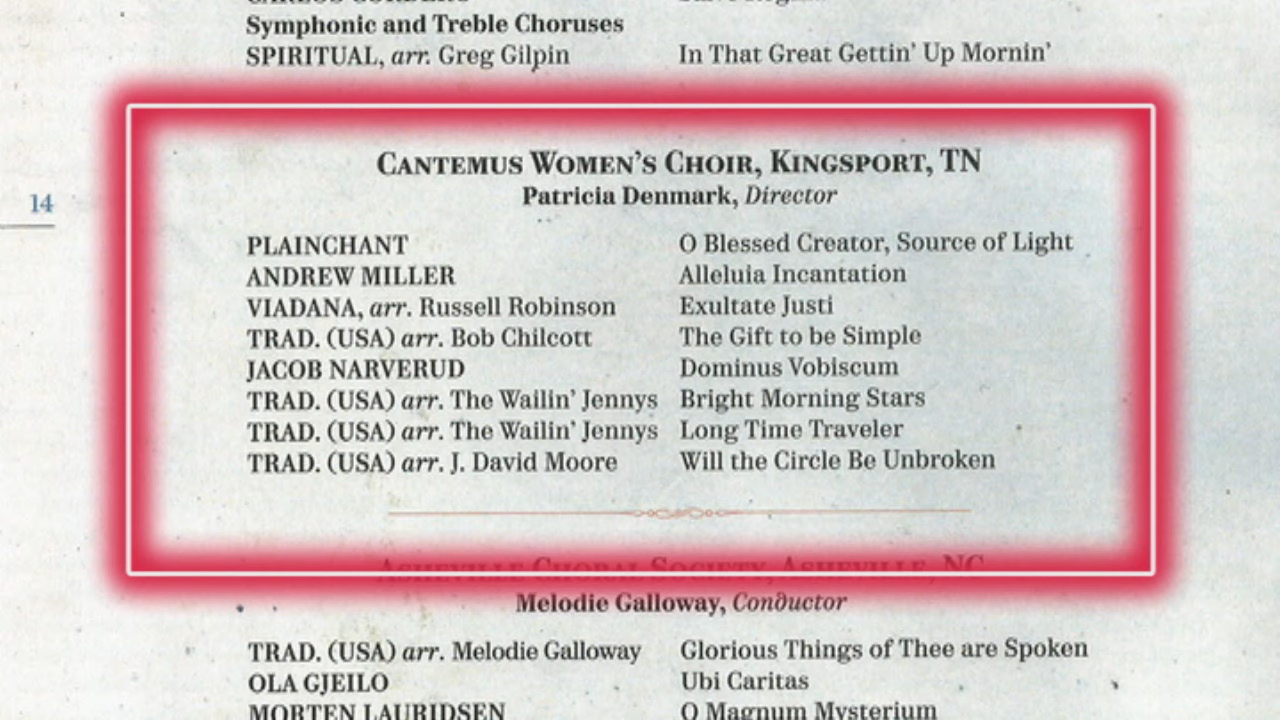 Symphonic and Treble Choruses
SPIRITUAL, arr. Greg Gilpin In That Great Gettin' Up Mornin'
CANTEMUS WOMEN'S CHOIR, KINGSPORT, TN
Patricia Denmark, Director
14
PLAINCHANT O Blessed Creator, Source of Light
ANDREW MILLER Alleluia Incantation
VIADANA, arr. Russell Robinson Exultate Justi
TRAD. (USA) arr. Bob Chilcott The Gift to be Simple
JACOB NARVERUD Dominus Vobiscum
TRAD. (USA) arr. The Wailin' Jennys Bright Morning Stars
TRAD. (USA) arr. The Wailin' Jennys Long Time Traveler
TRAD. (USA) arr. J. David Moore Will the Circle Be Unbroken
ASHEVILLE CHORAL SOCIETY, ASHEVILLE, NC
Melodie Galloway, Conductor
TRAD. (USA) arr. Melodie Galloway Glorious Things of Thee are Spoken
OLA GJEILO Ubi Caritas
MORTEN LAURIDSEN O Magnum Mysterium